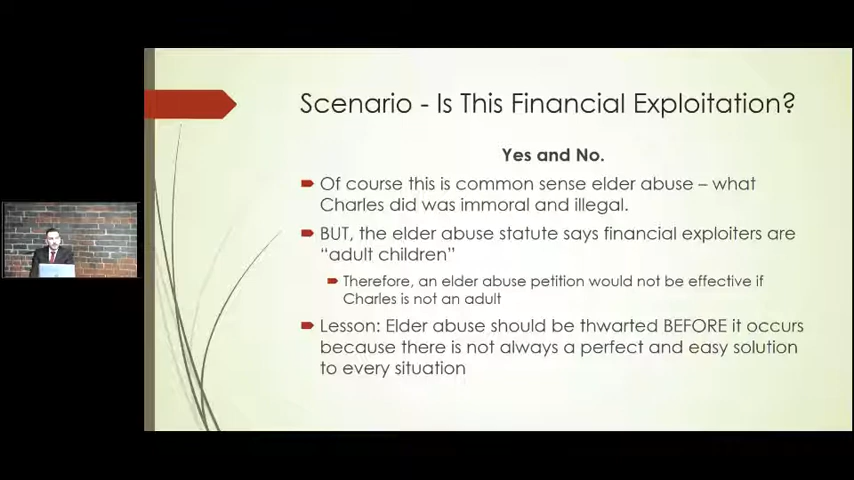 Scenario - Is This Financial Exploitation?
Yes and No.
Of course this is common sense elder abuse – what
Charles did was immoral and illegal.
BUT, the elder abuse statute says financial exploiters are
“adult children”
Therefore, an elder abuse petition would not be effective if
Charles is not an adult
Lesson: Elder abuse should be thwarted BEFORE it occurs
because there is not always a perfect and easy solution
to every situation